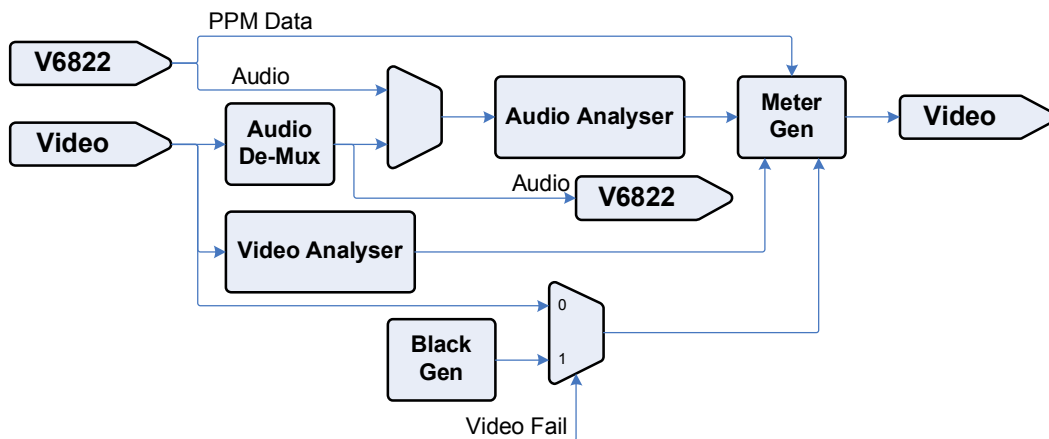 PPM Data
V6822
Audio
Video
Audio
De-Mux
Audio Analyser
Meter
Gen
Video
Audio
V6822
Video Analyser
0
Black
Gen
1
Video Fail